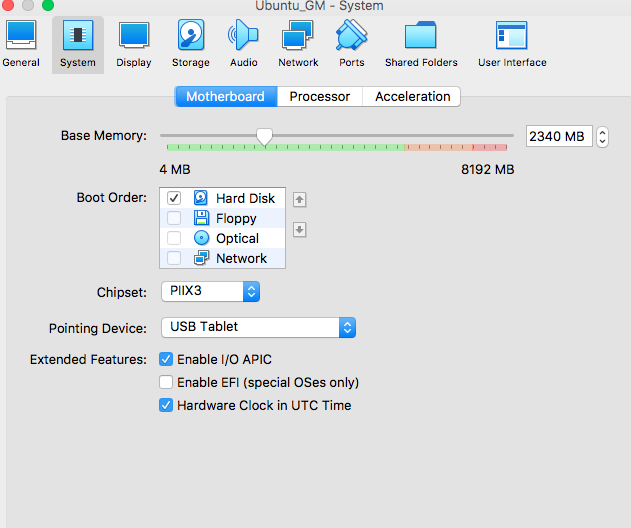 Ubuntu_GM - System
General System Display Storage Audio Network Ports Shared Folders User Interface
Motherboard Processor Acceleration
Base Memory: 2340 MB
4 MB 8192 MB
Boot Order: Hard Disk
Floppy
Optical
Network
Chipset: PIIX3
Pointing Device: USB Tablet
Extended Features: Enable I/O APIC
Enable EFI (special OSes only)
Hardware Clock in UTC Time